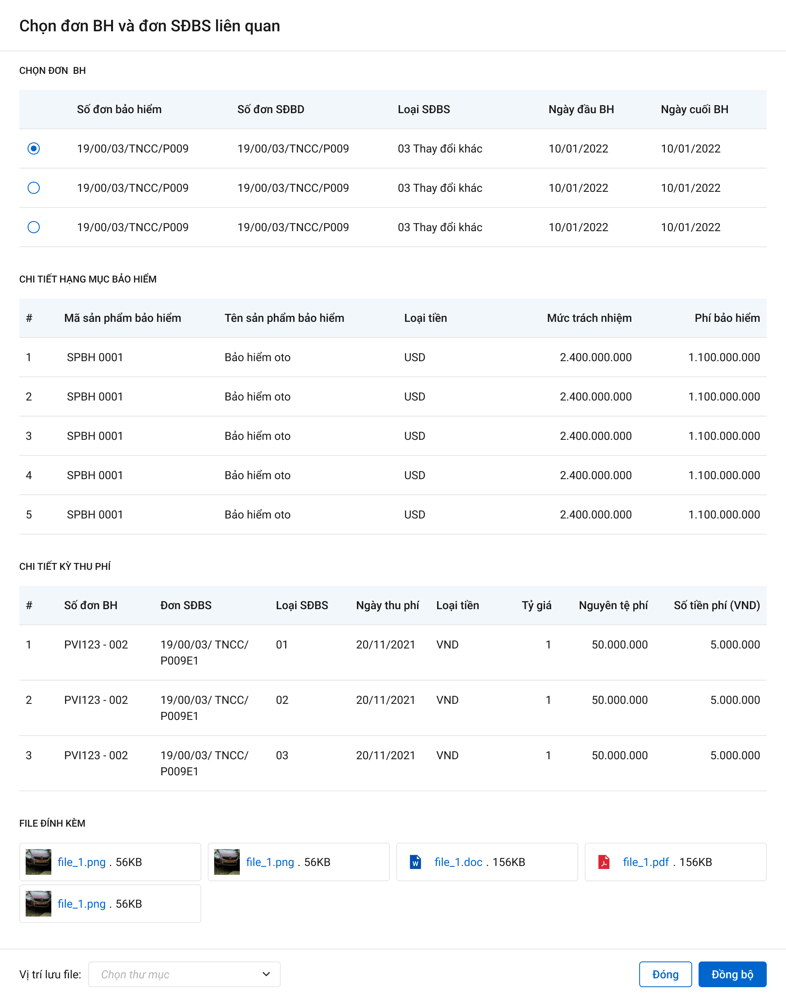 Chọn đơn BH và đơn SĐBS liên quan
CHỌN ĐƠN BH
Số đơn bảo hiểm Số đơn SĐBD Loại SĐBS Ngày đầu BH Ngày cuối BH
19/00/03/TNCC/P009 19/00/03/TNCC/P009 03 Thay đổi khác 10/01/2022 10/01/2022
19/00/03/TNCC/P009 19/00/03/TNCC/P009 03 Thay đổi khác 10/01/2022 10/01/2022
19/00/03/TNCC/P009 19/00/03/TNCC/P009 03 Thay đổi khác 10/01/2022 10/01/2022
CHI TIẾT HẠNG MỤC BẢO HIỂM
# Mã sản phẩm bảo hiểm Tên sản phẩm bảo hiểm Loại tiền Mức trách nhiệm Phí bảo hiểm
1 SPBH 0001 Bảo hiểm oto USD 2.400.000.000 1.100.000.000
2 SPBH 0001 Bảo hiểm oto USD 2.400.000.000 1.100.000.000
3 SPBH 0001 Bảo hiểm oto USD 2.400.000.000 1.100.000.000
4 SPBH 0001 Bảo hiểm oto USD 2.400.000.000 1.100.000.000
5 SPBH 0001 Bảo hiểm oto USD 2.400.000.000 1.100.000.000
CHI TIẾT KỲ THU PHÍ
# Số đơn BH Đơn SĐBS Loại SĐBS Ngày thu phí Loại tiền Tỷ giá Nguyên tệ phí Số tiền phí (VND)
1 PVI123 - 002 19/00/03/ TNCC/ 01 20/11/2021 VND 1 50.000.000 5.000.000
P009E1
2 PVI123 - 002 19/00/03/ TNCC/ 02 20/11/2021 VND 1 50.000.000 5.000.000
P009E1
3 PVI123 - 002 19/00/03/ TNCC/ 03 20/11/2021 VND 1 50.000.000 5.000.000
P009E1
FILE ĐÍNH KÈM
file_1.png . 56KB file_1.png . 56KB W file_1.doc . 156KB file_1.pdf . 156KB
file_1.png . 56KB
Vị trí lưu file: Chọn thư mục Đóng Đồng bộ